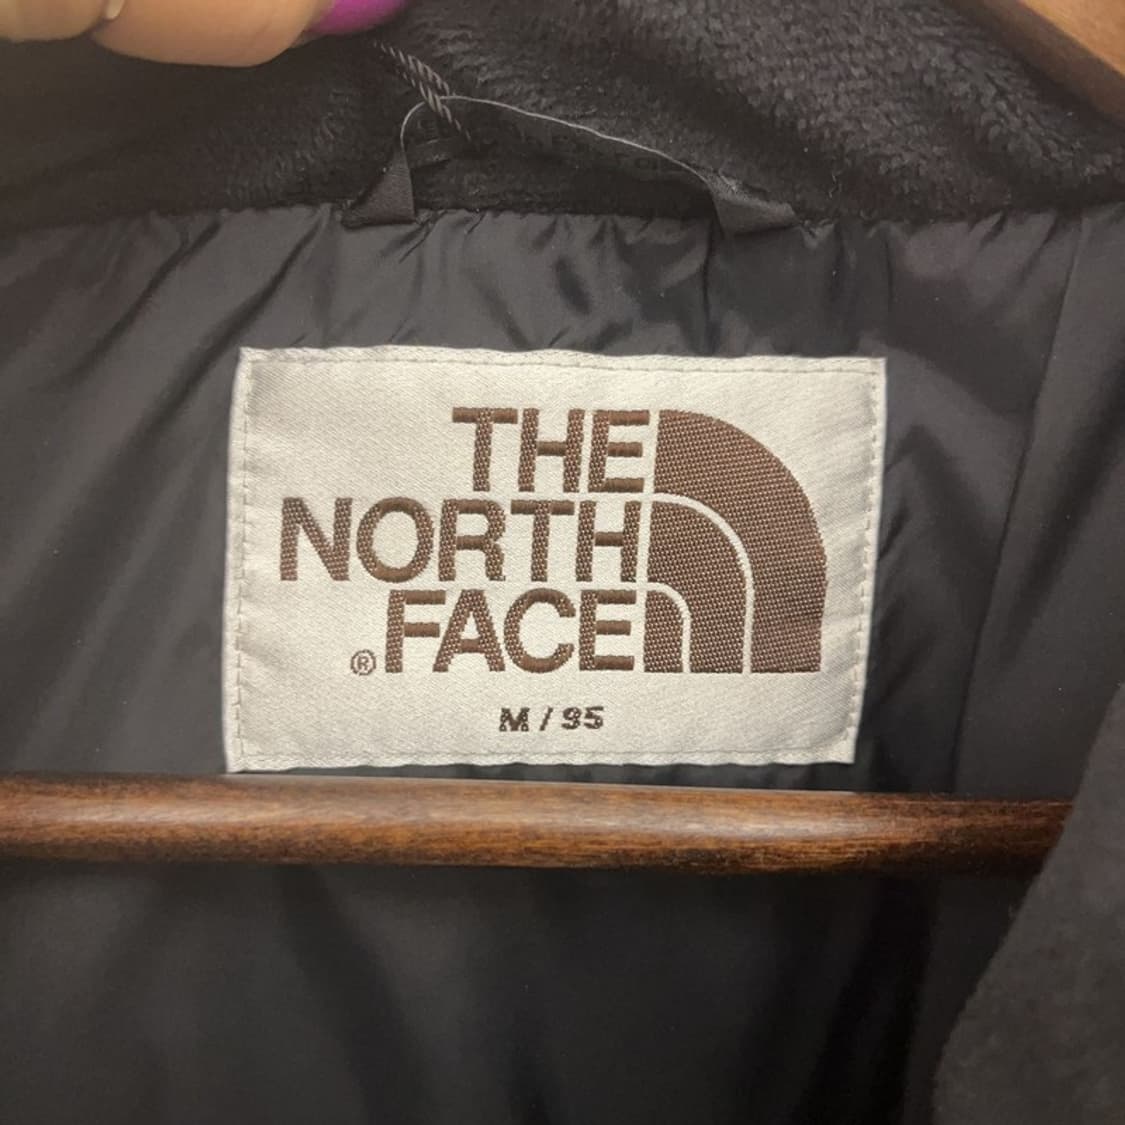 THE
NORTH
®FACE
M / 95